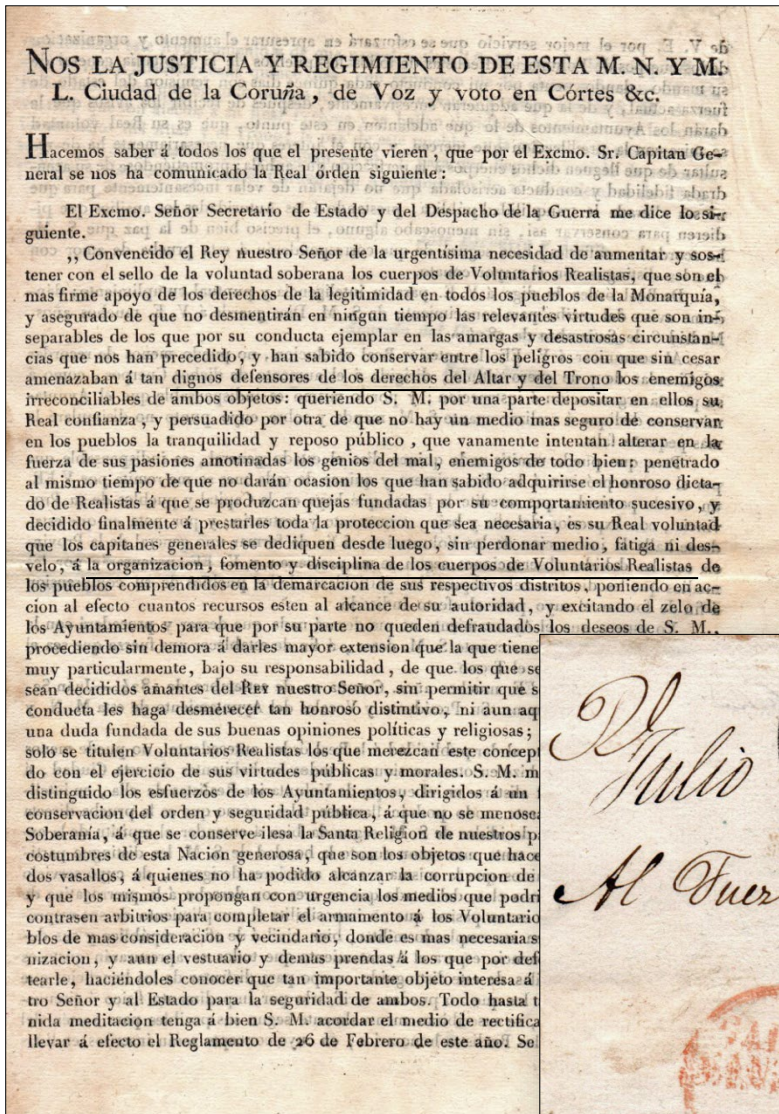 NOS LA JUSTICIA Y REGIMIENTO DE ESTA M. N. Y M.
L. Ciudad de la Coruña, de Voz y voto en Córtes &c.
Hacemos saber á todos los que el presente vieren, que por el Excmo. Sr. Capitan Ge-
neral se nos ha comunicado la Real órden siguiente:
El Excmo. Señor Secretario de Estado y del Despacho de la Guerra me dice lo si-
guiente.
,, Convencido el Rey nuestro Señor de la urgentísima necesidad de aumentar y sos-
tener con el sello de la voluntad soberana los cuerpos de Voluntarios Realistas, que son el
mas firme apoyo de los derechos de la legitimidad en todos los pueblos de la Monarquía,
y asegurado de que no desmentirán en ningun tiempo las relevantes virtudes que son in-
separables de los que por su conducta ejemplar en las amargas y desastrosas circunstan-
cias que nos han precedido, y han sabido conservar entre los peligros con que sin cesar
amenazaban á tan dignos defensores de los derechos del Altar y del Trono los enemigos
irreconciliables de ambos objetos: queriendo S. M. por una parte depositar en ellos su
Real confianza, y persuadido por otra de que no hay un medio mas seguro de conservar
en los pueblos la tranquilidad y reposo público, que vanamente intentan alterar en la
fuerza de sus pasiones amotinadas los genios del mal, enemigos de todo bien; penetrado
al mismo tiempo de que no darán ocasion los que han sabido adquirirse el honroso dicta-
do de Realistas á que se produzcan quejas fundadas por su comportamiento sucesivo, y
decidido finalmente á prestarles toda la proteccion que sea necesaria, es su Real voluntad
que los capitanes generales se dediquen desde luego, sin perdonar medio, fatiga ni des-
velo, á la organizacion, fomento y disciplina de los cuerpos de Voluntarios Realistas de
los pueblos comprendidos en la demarcacion de sus respectivos distritos, poniendo en ac-
cion al efecto cuantos recursos esten al alcance de su autoridad, y excitando el zelo de
los Ayuntamientos para que por su parte no queden defraudados los deseos de S. M.,
procediendo sin demora á darles mayor extension que la que tiene
muy particularmente, bajo su responsabilidad, de que los que se
sean decididos amantes del REY nuestro Señor, sin permitir que s
conducta les haga desmerecer tan honroso distintivo, ni aun aq
una duda fundada de sus buenas opiniones políticas y religiosas;
solo se titulen Voluntarios Realistas los que merezcan este concept
do con el ejercicio de sus virtudes públicas y morales. S. M. m
distinguido los esfuerzos de los Ayuntamientos, dirigidos á un
conservacion del orden y seguridad pública, á que no se menosc
Soberanía, á que se conserve ilesa la Santa Religion de nuestros p
costumbres de esta Nacion generosa, que son los objetos que hace
dos vasallos, á quienes no ha podido alcanzar la corrupcion de
y que los mismos propongan con urgencia los medios que podri
contrasen arbitrios para completar el armamento á los Voluntario
blos de mas consideracion y vecindario, donde es mas necesaria s
nizacion, y aun el vestuario y demas prendas á los que por def
tearle, haciéndoles conocer que tan importante objeto interesa á
tro Señor y al Estado para la seguridad de ambos. Todo hasta t
nida meditacion tenga á bien S. M. acordar el medio de rectifica
llevar á efecto el Reglamento de 26 de Febrero de este año. Se
Julio
Al Fuer